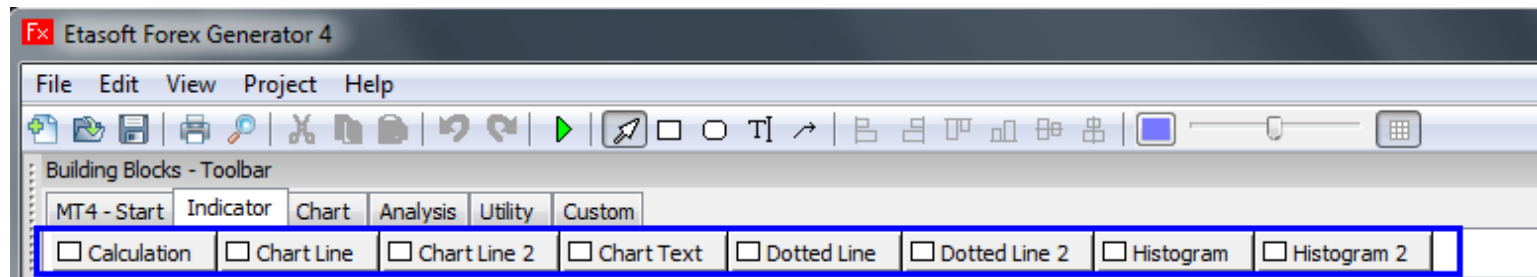 Fx Etasoft Forex Generator 4
File Edit View Project Help
T
Building Blocks - Toolbar
MT4 - Start Indicator Chart Analysis Utility Custom
Calculation Chart Line Chart Line 2 Chart Text Dotted Line Dotted Line 2 Histogram Histogram 2